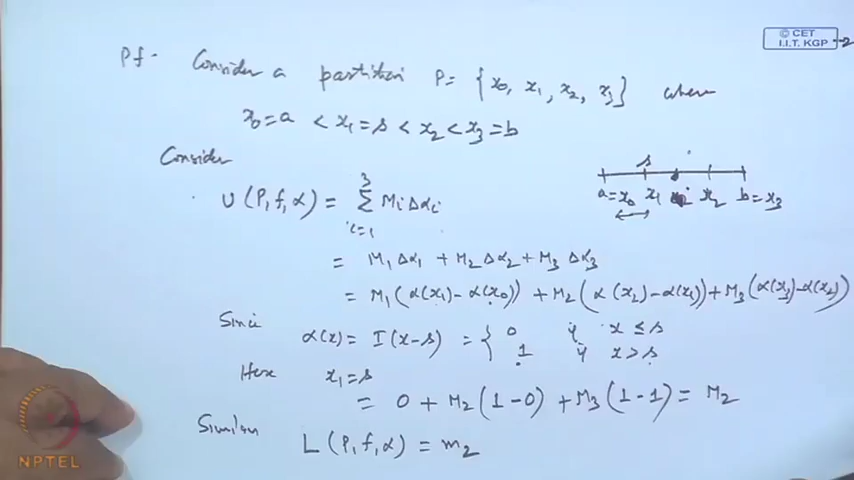 © CET
I.I.T. KGP
Pf. Consider a partition P = {x₀, x₁, x₂, x₃} where
x₀ = a < x₁ = s < x₂ < x₃ = b
Consider
s
a = x₀ x₁ x₂ b = x₃
U(P, f, α) = Σ Mᵢ Δαᵢ
3
i=1
= M₁ Δα₁ + M₂ Δα₂ + M₃ Δα₃
= M₁(α(x₁) - α(x₀)) + M₂(α(x₂) - α(x₁)) + M₃(α(x₃) - α(x₂))
Since
α(x) = I(x-s) = { 0 if x ≤ s
1 if x > s
Here x₁ = s
= 0 + M₂(1-0) + M₃(1-1) = M₂
L(P, f, α) = m₂
NPTEL